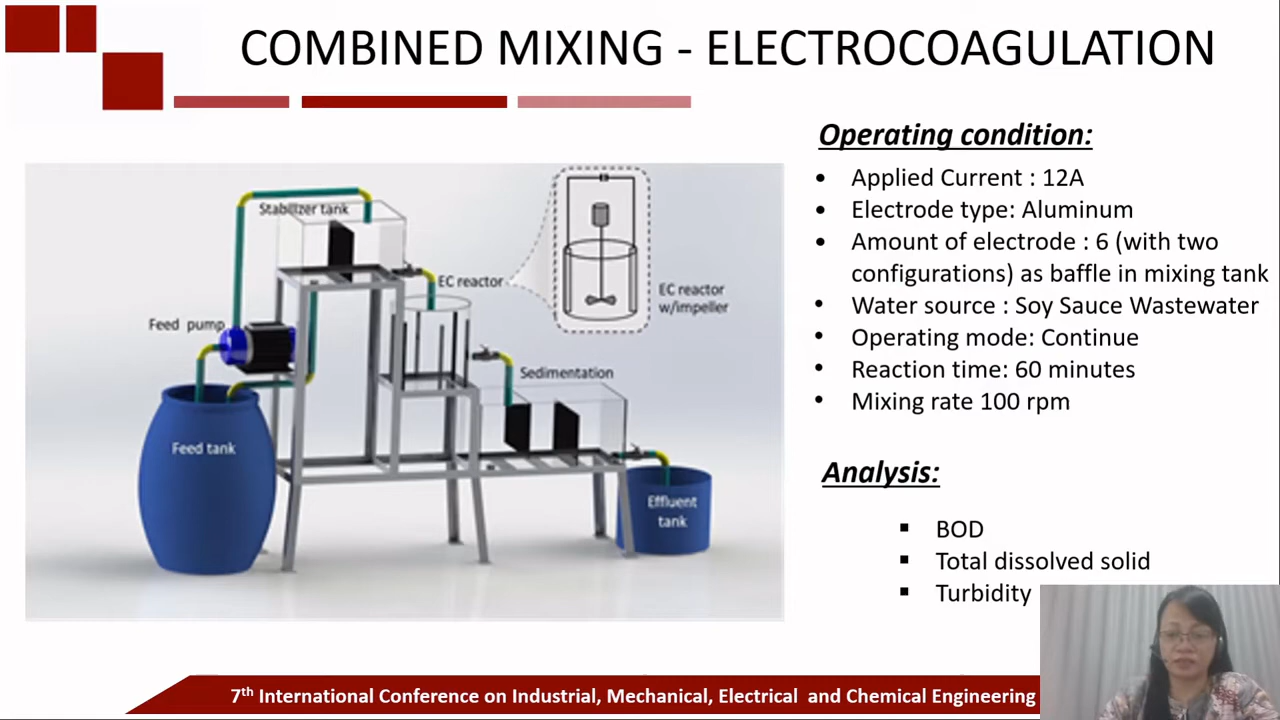 COMBINED MIXING - ELECTROCOAGULATION
Operating condition:
• Applied Current : 12A
• Electrode type: Aluminum
• Amount of electrode : 6 (with two
configurations) as baffle in mixing tank
• Water source : Soy Sauce Wastewater
• Operating mode: Continue
• Reaction time: 60 minutes
• Mixing rate 100 rpm
Analysis:
▪ BOD
▪ Total dissolved solid
▪ Turbidity
Stabilizer tank
EC reactor
EC reactor
w/impeller
Feed pump
Sedimentation
Feed tank
Effluent
tank
7th International Conference on Industrial, Mechanical, Electrical and Chemical Engineering